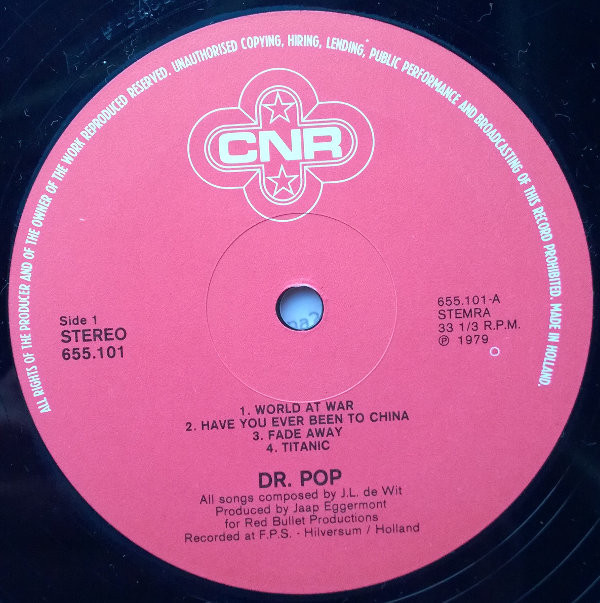 ALL RIGHTS OF THE PRODUCER AND OF THE OWNER OF THE WORK REPRODUCED RESERVED. UNAUTHORISED COPYING, HIRING, LENDING, PUBLIC PERFORMANCE AND BROADCASTING OF THIS RECORD PROHIBITED. MADE IN HOLLAND.
CNR
Side 1
STEREO
655.101
655.101-A
STEMRA
33 1/3 R.P.M.
℗ 1979
1. WORLD AT WAR
2. HAVE YOU EVER BEEN TO CHINA
3. FADE AWAY
4. TITANIC
DR. POP
All songs composed by J.L. de Wit
Produced by Jaap Eggermont
for Red Bullet Productions
Recorded at F.P.S. - Hilversum / Holland